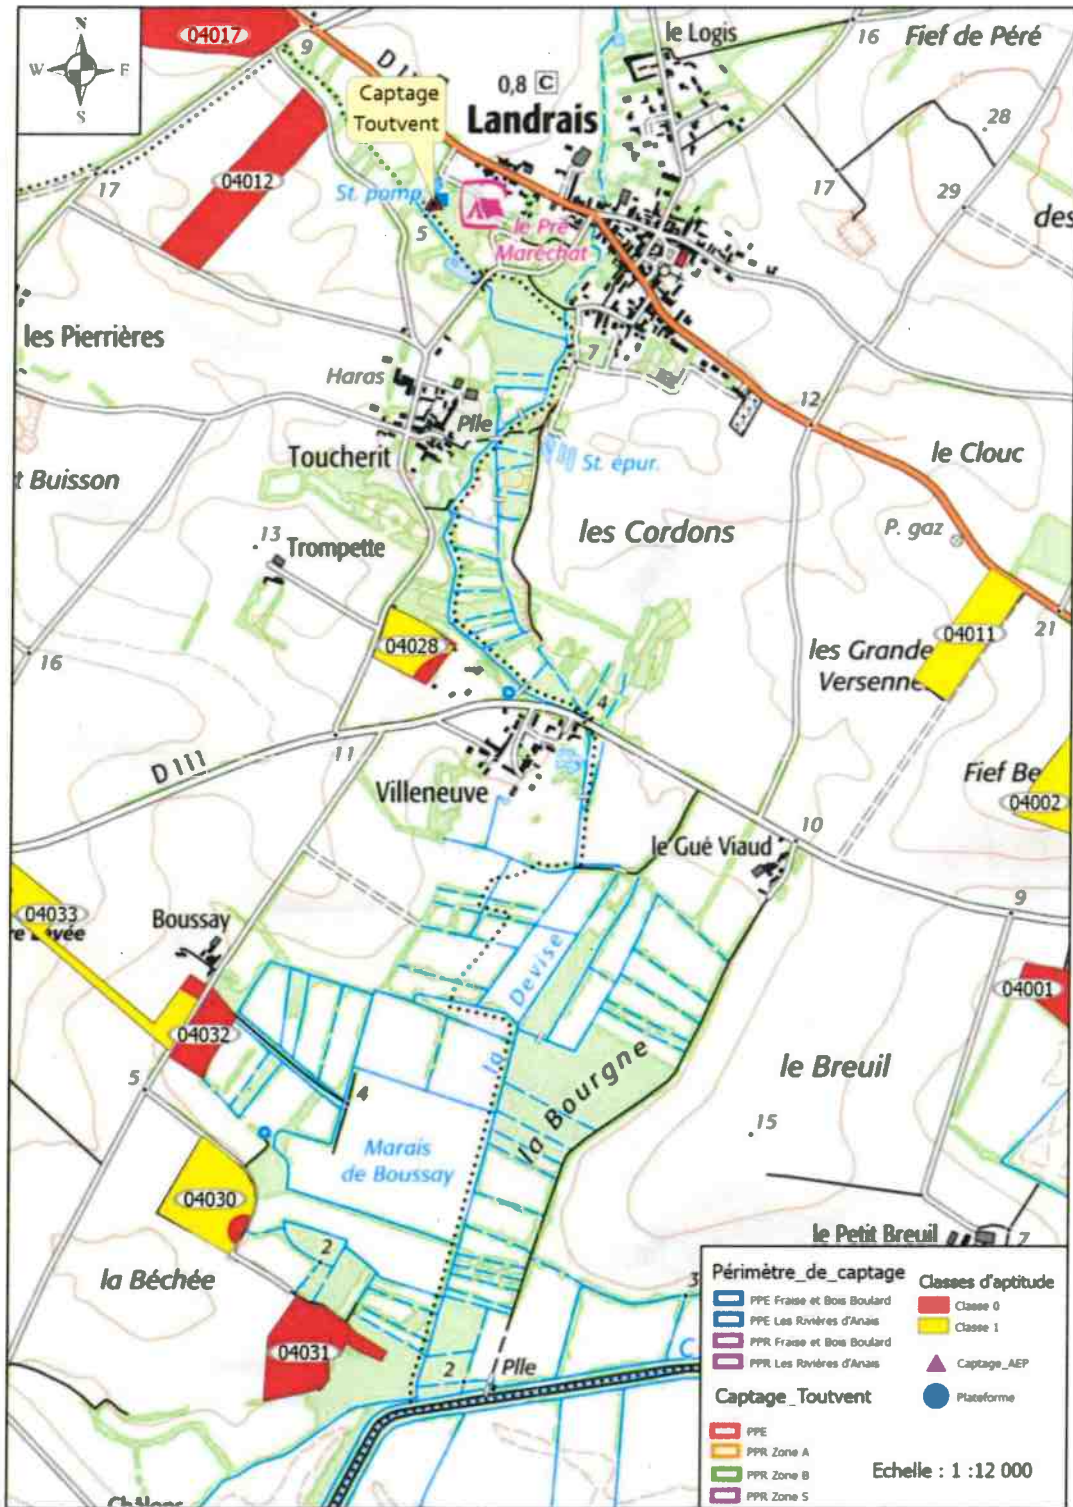 N
W
E
S
04017
9
D 1
Captage
Toutvent
0,8 C
Landrais
le Logis
16
Fief de Péré
28
17
29
des
17
04012
St. pomp.
5
le Pré
Maréchat
les Pierrières
Haras
7
12
Plle
Toucherit
St. épur.
le Clouc
t Buisson
les Cordons
P. gaz
13
Trompette
04028
04011
21
16
les Grande
Versenne
4
11
D 111
Villeneuve
Fief Be
04002
10
le Gué Viaud
9
04033
re Levée
Boussay
la Devise
04001
04032
le Breuil
5
4
la Bourgne
15
Marais
de Boussay
04030
le Petit Breuil
7
2
la Béchée
3
04031
2
Plle
C
Périmètre_de_captage
PPE Fraise et Bois Boulard
PPE Les Rivières d'Anais
PPR Fraise et Bois Boulard
PPR Les Rivières d'Anais
Captage_Toutvent
PPE
PPR Zone A
PPR Zone B
PPR Zone S
Classes d'aptitude
Classe 0
Classe 1
Captage_AEP
Plateforme
Echelle : 1 :12 000